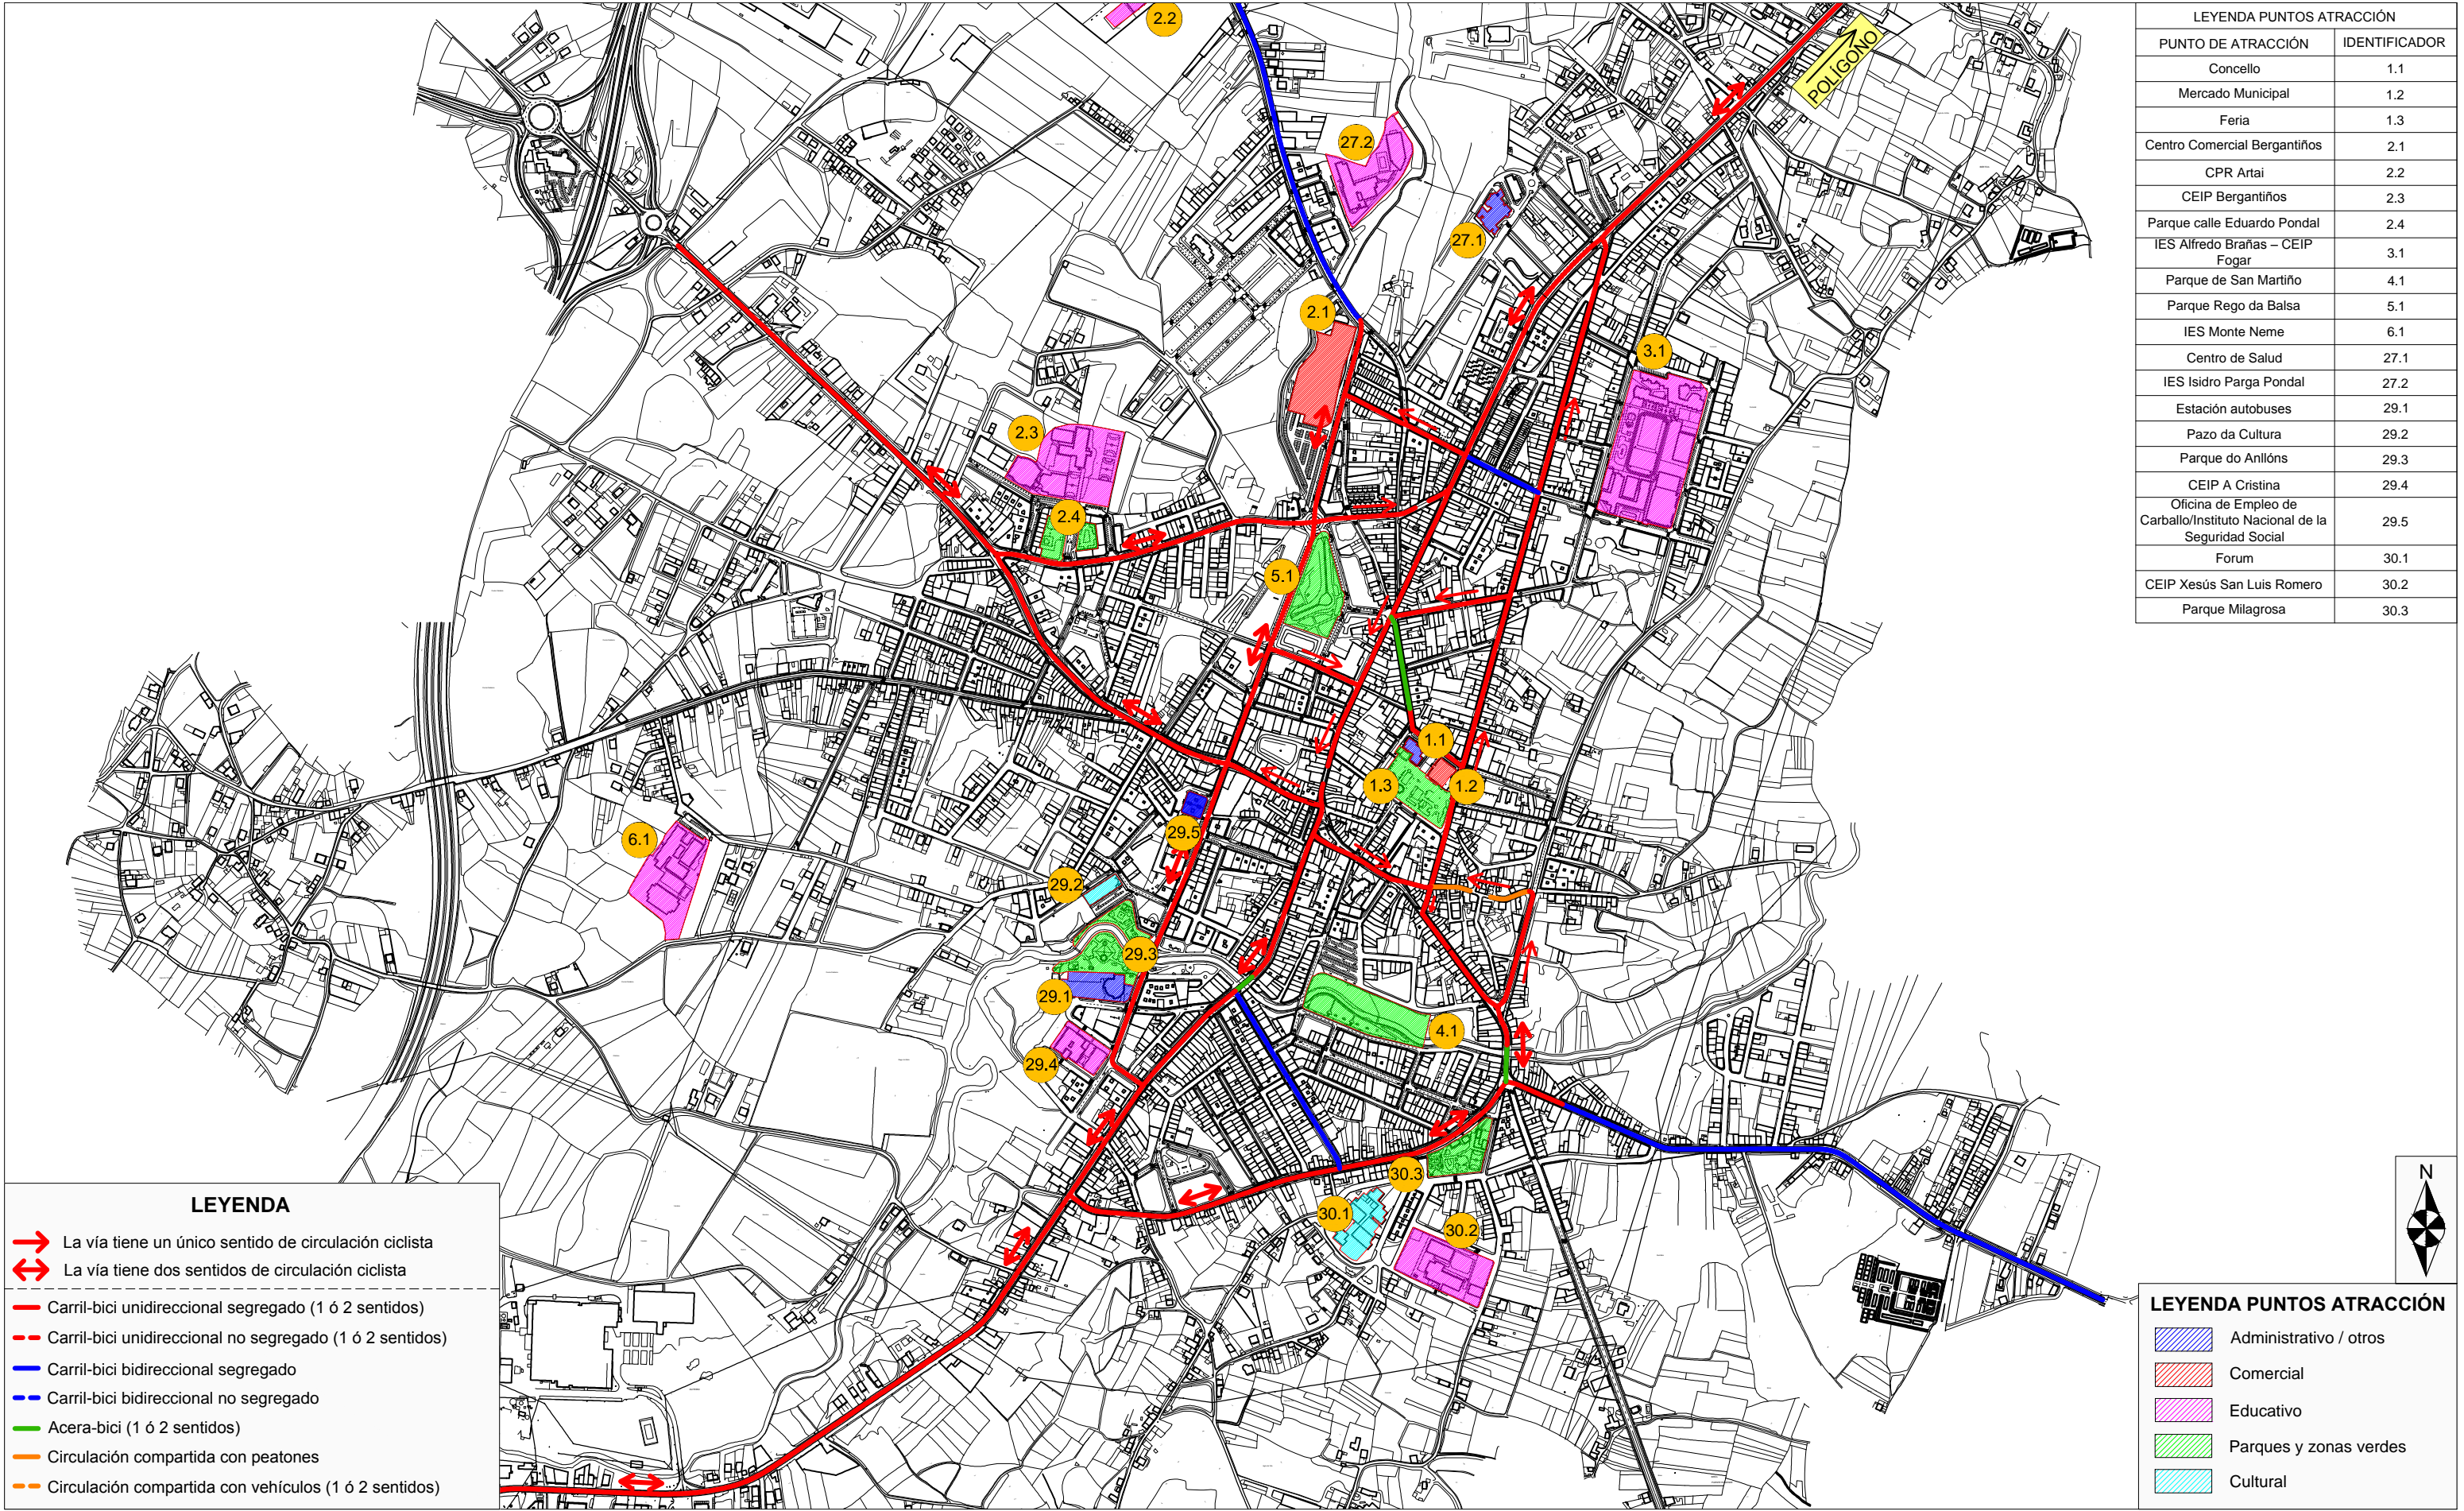 2.2
POLÍGONO
27.2
27.1
2.1
3.1
2.3
2.4
5.1
1.1
1.3
1.2
6.1
29.5
29.2
29.3
29.1
4.1
29.4
30.3
30.1
30.2
LEYENDA PUNTOS ATRACCIÓN
PUNTO DE ATRACCIÓN IDENTIFICADOR
Concello 1.1
Mercado Municipal 1.2
Feria 1.3
Centro Comercial Bergantiños 2.1
CPR Artai 2.2
CEIP Bergantiños 2.3
Parque calle Eduardo Pondal 2.4
IES Alfredo Brañas – CEIP
Fogar 3.1
Parque de San Martiño 4.1
Parque Rego da Balsa 5.1
IES Monte Neme 6.1
Centro de Salud 27.1
IES Isidro Parga Pondal 27.2
Estación autobuses 29.1
Pazo da Cultura 29.2
Parque do Anllóns 29.3
CEIP A Cristina 29.4
Oficina de Empleo de
Carballo/Instituto Nacional de la 29.5
Seguridad Social
Forum 30.1
CEIP Xesús San Luis Romero 30.2
Parque Milagrosa 30.3
LEYENDA
La vía tiene un único sentido de circulación ciclista
La vía tiene dos sentidos de circulación ciclista
Carril-bici unidireccional segregado (1 ó 2 sentidos)
Carril-bici unidireccional no segregado (1 ó 2 sentidos)
Carril-bici bidireccional segregado
Carril-bici bidireccional no segregado
Acera-bici (1 ó 2 sentidos)
Circulación compartida con peatones
Circulación compartida con vehículos (1 ó 2 sentidos)
N
LEYENDA PUNTOS ATRACCIÓN
Administrativo / otros
Comercial
Educativo
Parques y zonas verdes
Cultural